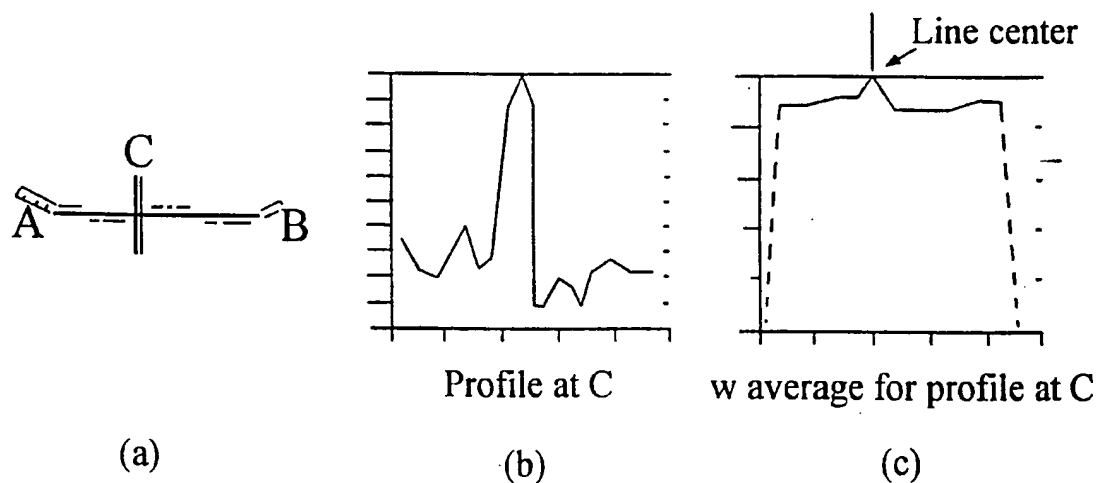 Line center
C
A
B
Profile at C
w average for profile at C
(a)
(b)
(c)